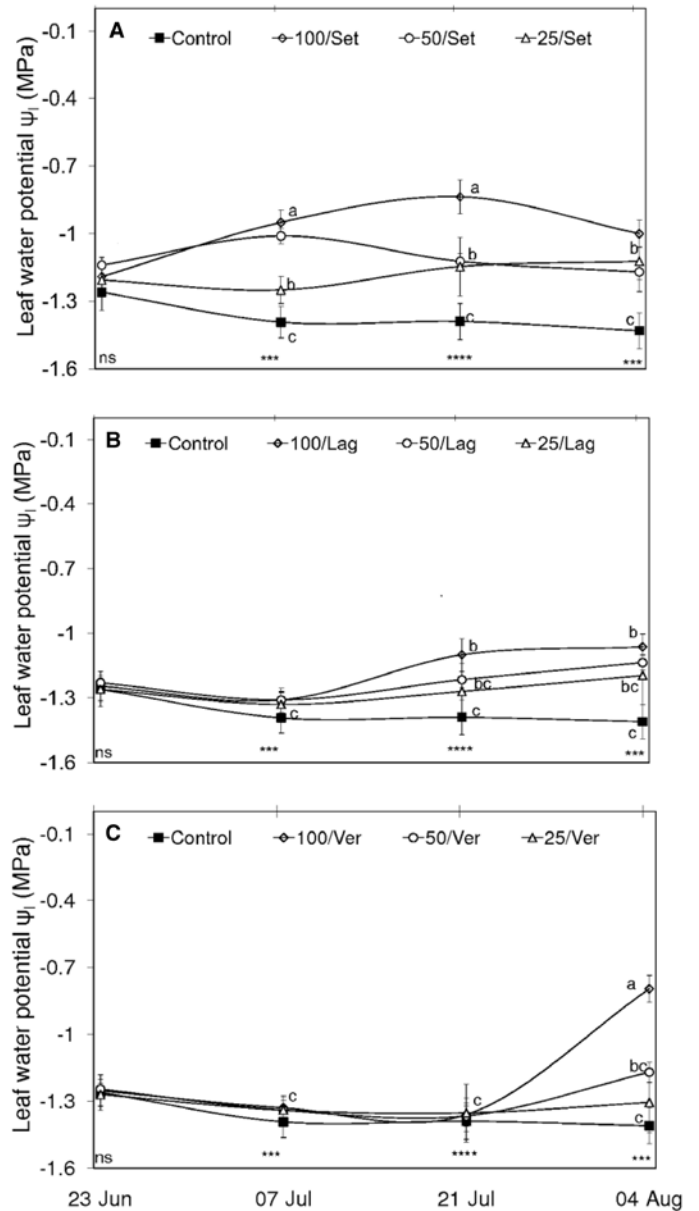 -0.1
A
Control 100/Set 50/Set 25/Set
-0.4
-0.7
a a
-1
b b
b
-1.3
c c c
ns *** **** ***
-1.6
Leaf water potential ψl (MPa)
-0.1
B
Control 100/Lag 50/Lag 25/Lag
-0.4
-0.7
-1
b b
bc bc
-1.3
c c c
ns *** **** ***
-1.6
Leaf water potential ψl (MPa)
-0.1
C
Control 100/Ver 50/Ver 25/Ver
-0.4
-0.7
a
-1
bc
c c
-1.3
c
ns *** **** ***
-1.6
Leaf water potential ψl (MPa)
23 Jun 07 Jul 21 Jul 04 Aug